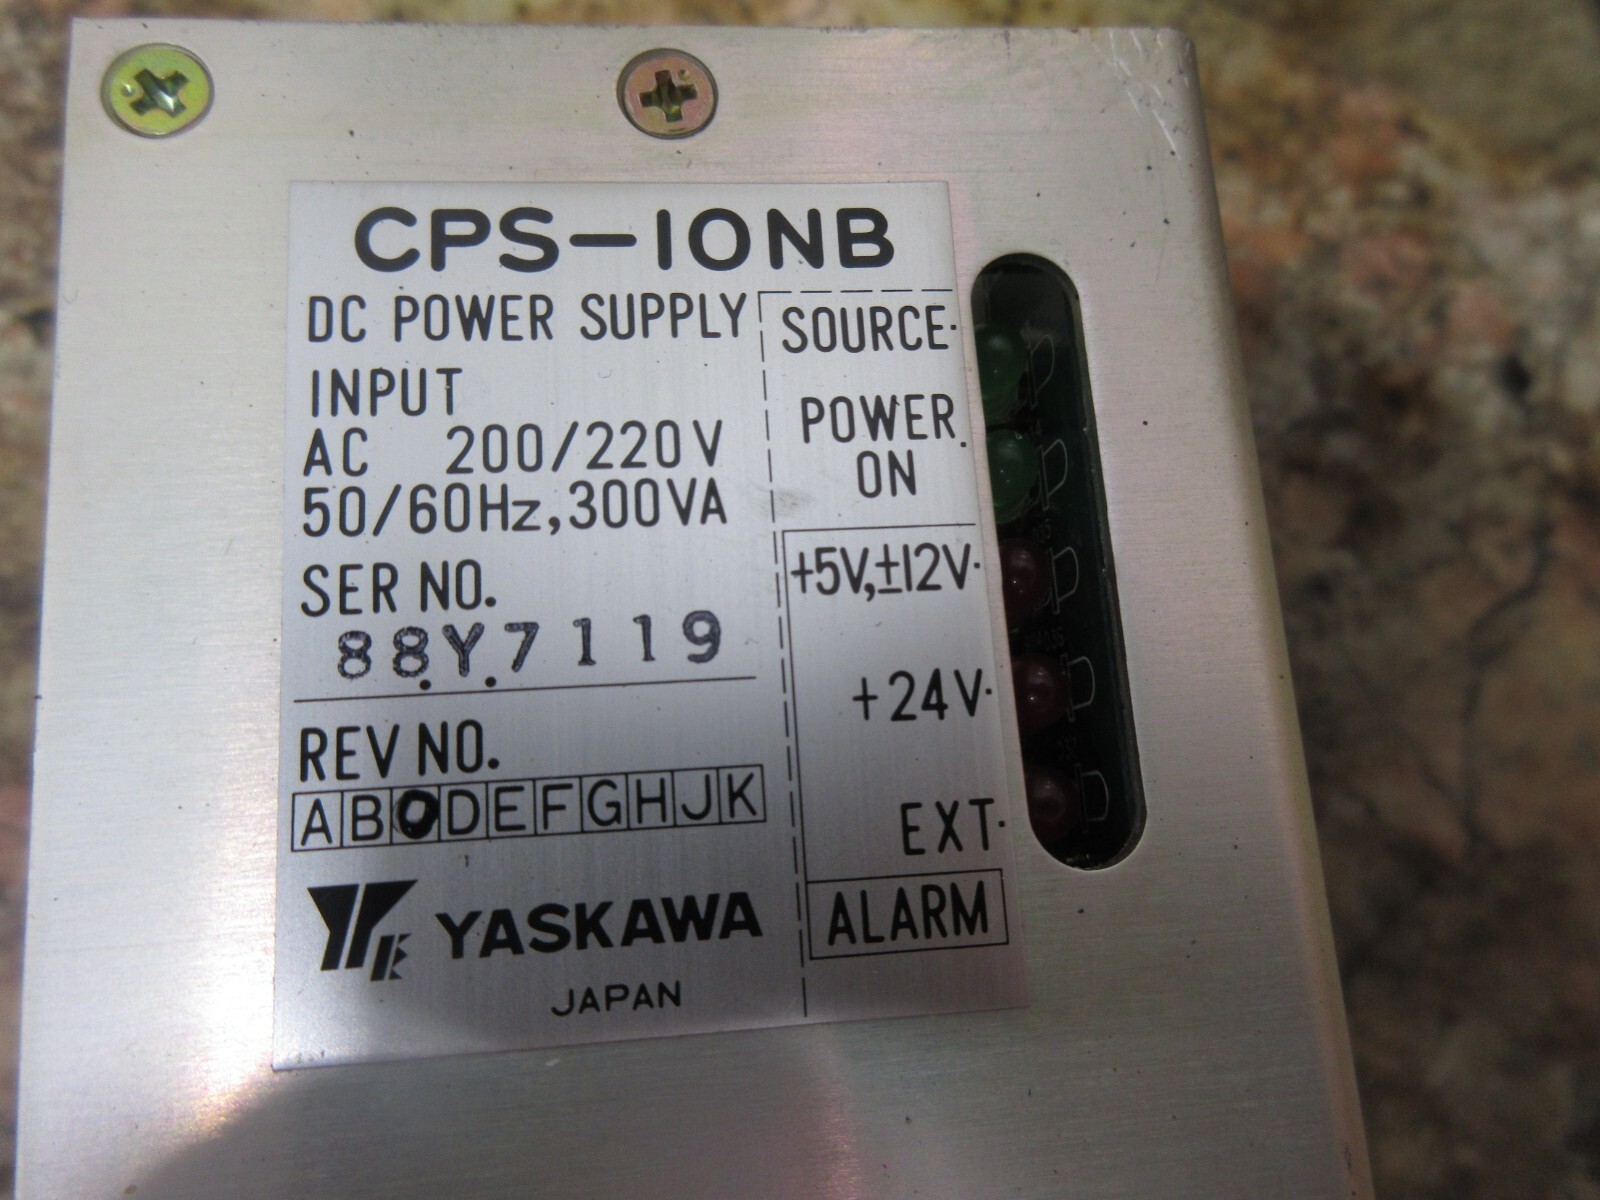 CPS-10NB
DC POWER SUPPLY
INPUT
AC 200/220V
50/60Hz, 300VA
SER NO.
88Y7119
REV NO.
A B C D E F G H J K
YASKAWA
JAPAN
SOURCE
POWER
ON
+5V, ±12V
+24V
EXT
ALARM